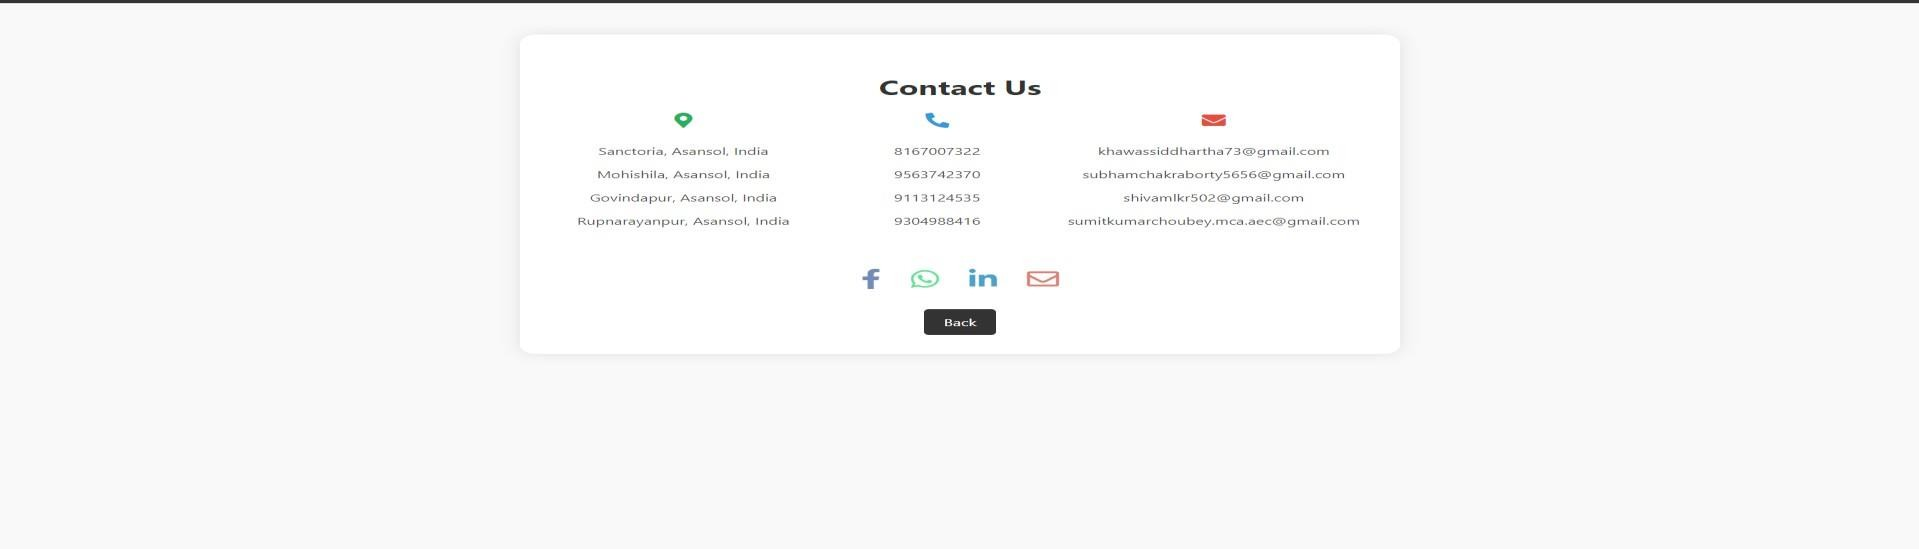 Contact Us
Sanctoria, Asansol, India
8167007322
khawassiddhartha73@gmail.com
Mohishila, Asansol, India
9563742370
subhamchakraborty5656@gmail.com
Govindapur, Asansol, India
9113124535
shivamlkr502@gmail.com
Rupnarayanpur, Asansol, India
9304988416
sumitkumarchoubey.mca.aec@gmail.com
Back